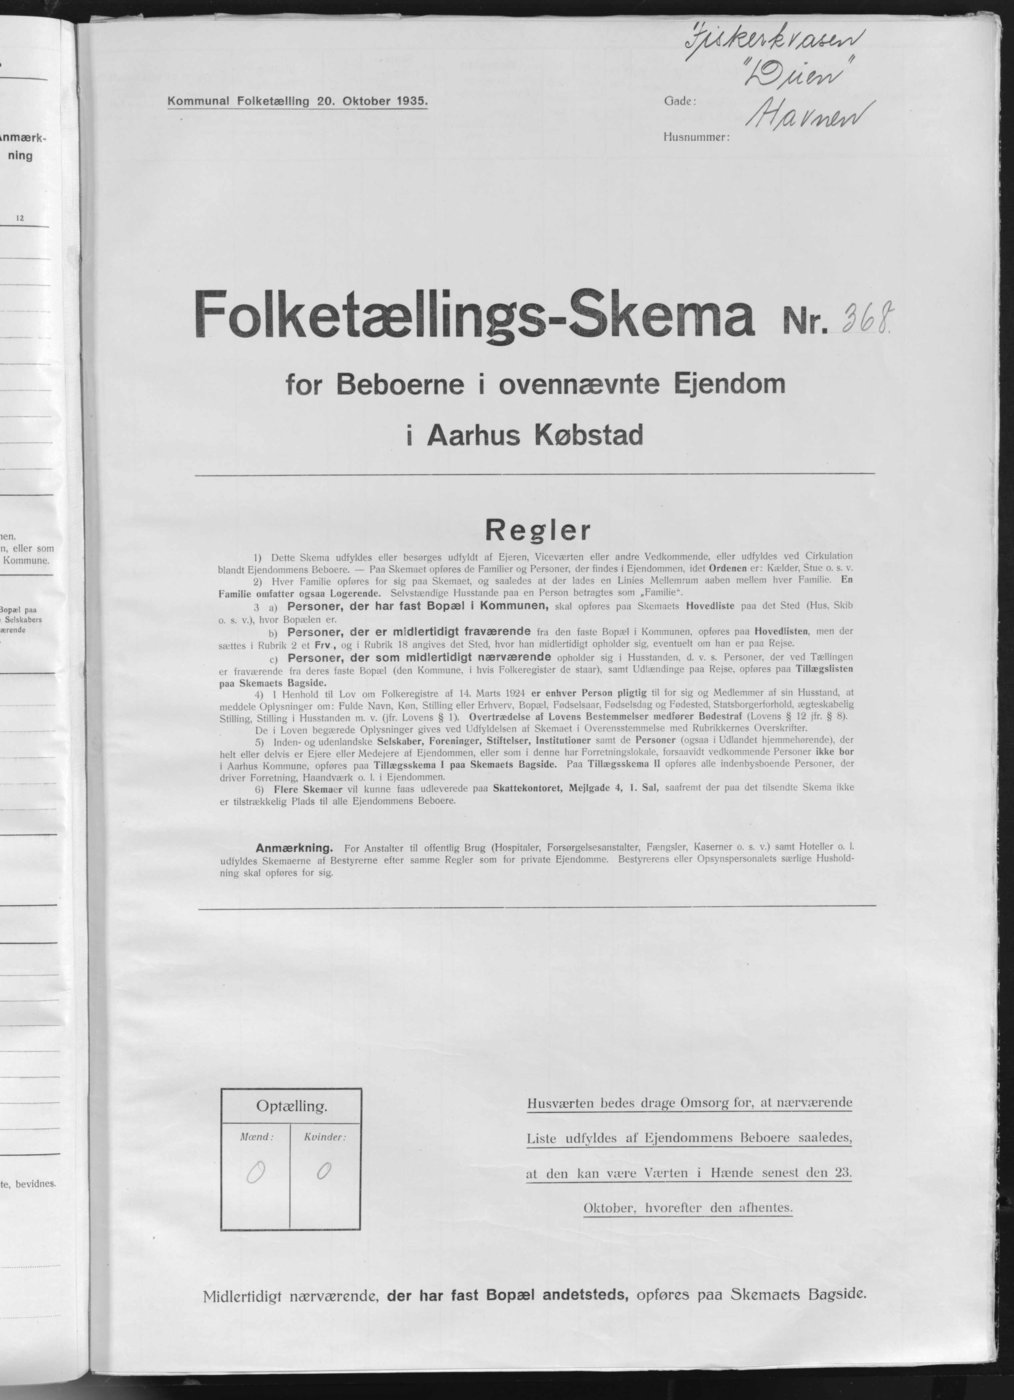 Anmærk-
ning
12
nen.
n, eller som
Kommune.
Bopæl paa
Selskabers
ærende
te, bevidnes.
"Fiskerkvasen
"Duen"
Kommunal Folketælling 20. Oktober 1935.
Gade: Havnen
Husnummer:
Folketællings-Skema Nr. 368.
for Beboerne i ovennævnte Ejendom
i Aarhus Købstad
Regler
1) Dette Skema udfyldes eller besørges udfyldt af Ejeren, Viceværten eller andre Vedkommende, eller udfyldes ved Cirkulation
blandt Ejendommens Beboere. — Paa Skemaet opføres de Familier og Personer, der findes i Ejendommen, idet Ordenen er: Kælder, Stue o. s. v.
2) Hver Familie opføres for sig paa Skemaet, og saaledes at der lades en Linies Mellemrum aaben mellem hver Familie. En
Familie omfatter ogsaa Logerende. Selvstændige Husstande paa en Person betragtes som „Familie".
3 a) Personer, der har fast Bopæl i Kommunen, skal opføres paa Skemaets Hovedliste paa det Sted (Hus, Skib
o. s. v.), hvor Bopælen er.
b) Personer, der er midlertidigt fraværende fra den faste Bopæl i Kommunen, opføres paa Hovedlisten, men der
sættes i Rubrik 2 et Frv., og i Rubrik 18 angives det Sted, hvor han midlertidigt opholder sig, eventuelt om han er paa Rejse.
c) Personer, der som midlertidigt nærværende opholder sig i Husstanden, d. v. s. Personer, der ved Tællingen
er fraværende fra deres faste Bopæl (den Kommune, i hvis Folkeregister de staar), samt Udlændinge paa Rejse, opføres paa Tillægslisten
paa Skemaets Bagside.
4) I Henhold til Lov om Folkeregistre af 14. Marts 1924 er enhver Person pligtig til for sig og Medlemmer af sin Husstand, at
meddele Oplysninger om: Fulde Navn, Køn, Stilling eller Erhverv, Bopæl, Fødselsaar, Fødselsdag og Fødested, Statsborgerforhold, ægteskabelig
Stilling, Stilling i Husstanden m. v. (jfr. Lovens § 1). Overtrædelse af Lovens Bestemmelser medfører Bødestraf (Lovens § 12 jfr. § 8).
De i Loven begærede Oplysninger gives ved Udfyldelsen af Skemaet i Overensstemmelse med Rubrikkernes Overskrifter.
5) Inden- og udenlandske Selskaber, Foreninger, Stiftelser, Institutioner samt de Personer (ogsaa i Udlandet hjemmehørende), der
helt eller delvis er Ejere eller Medejere af Ejendommen, eller som i denne har Forretningslokale, forsaavidt vedkommende Personer ikke bor
i Aarhus Kommune, opføres paa Tillægsskema I paa Skemaets Bagside. Paa Tillægsskema II opføres alle indenbysboende Personer, der
driver Forretning, Haandværk o. l. i Ejendommen.
6) Flere Skemaer vil kunne faas udleverede paa Skattekontoret, Mejlgade 4, 1. Sal, saafremt der paa det tilsendte Skema ikke
er tilstrækkelig Plads til alle Ejendommens Beboere.
Anmærkning. For Anstalter til offentlig Brug (Hospitaler, Forsørgelsesanstalter, Fængsler, Kaserner o. s. v.) samt Hoteller o. l.
udfyldes Skemaerne af Bestyrerne efter samme Regler som for private Ejendomme. Bestyrerens eller Opsynspersonalets særlige Hushold-
ning skal opføres for sig.
Optælling.
Mænd: Kvinder:
0 0
Husværten bedes drage Omsorg for, at nærværende
Liste udfyldes af Ejendommens Beboere saaledes,
at den kan være Værten i Hænde senest den 23.
Oktober, hvorefter den afhentes.
Midlertidigt nærværende, der har fast Bopæl andetsteds, opføres paa Skemaets Bagside.